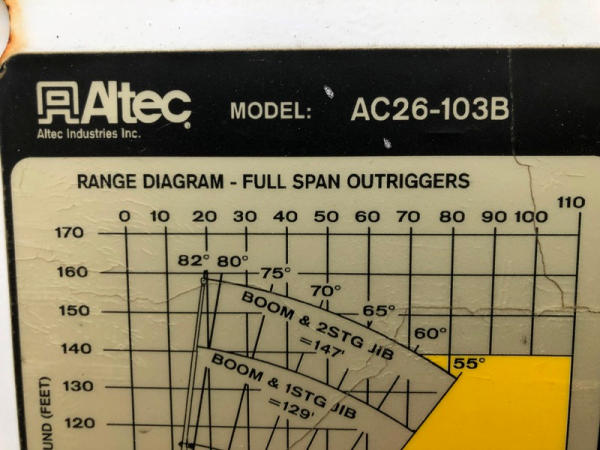 Altec
Altec Industries Inc.
MODEL: AC26-103B
RANGE DIAGRAM - FULL SPAN OUTRIGGERS
0 10 20 30 40 50 60 70 80 90 100 110
170
160
150
140
130
120
82° 80° 75° 70° 65° 60° 55°
BOOM & 2STG JIB
=147'
BOOM & 1STG JIB
=129'
(FEET)